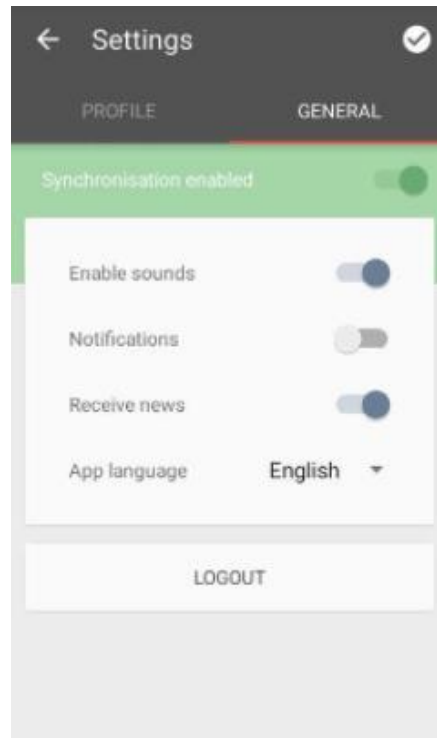 Settings
PROFILE GENERAL
Synchronisation enabled
Enable sounds
Notifications
Receive news
App language English
LOGOUT